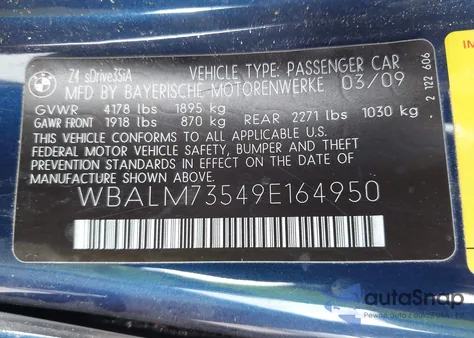 Z4 sDrive35iA
VEHICLE TYPE: PASSENGER CAR
MFD BY BAYERISCHE MOTORENWERKE 03/09
GVWR 4178 lbs 1895 kg
GAWR FRONT 1918 lbs 870 kg REAR 2271 lbs 1030 kg
THIS VEHICLE CONFORMS TO ALL APPLICABLE U.S.
FEDERAL MOTOR VEHICLE SAFETY, BUMPER AND THEFT
PREVENTION STANDARDS IN EFFECT ON THE DATE OF
MANUFACTURE SHOWN ABOVE
WBALM73549E164950
2 122 606
IM
autoSnap